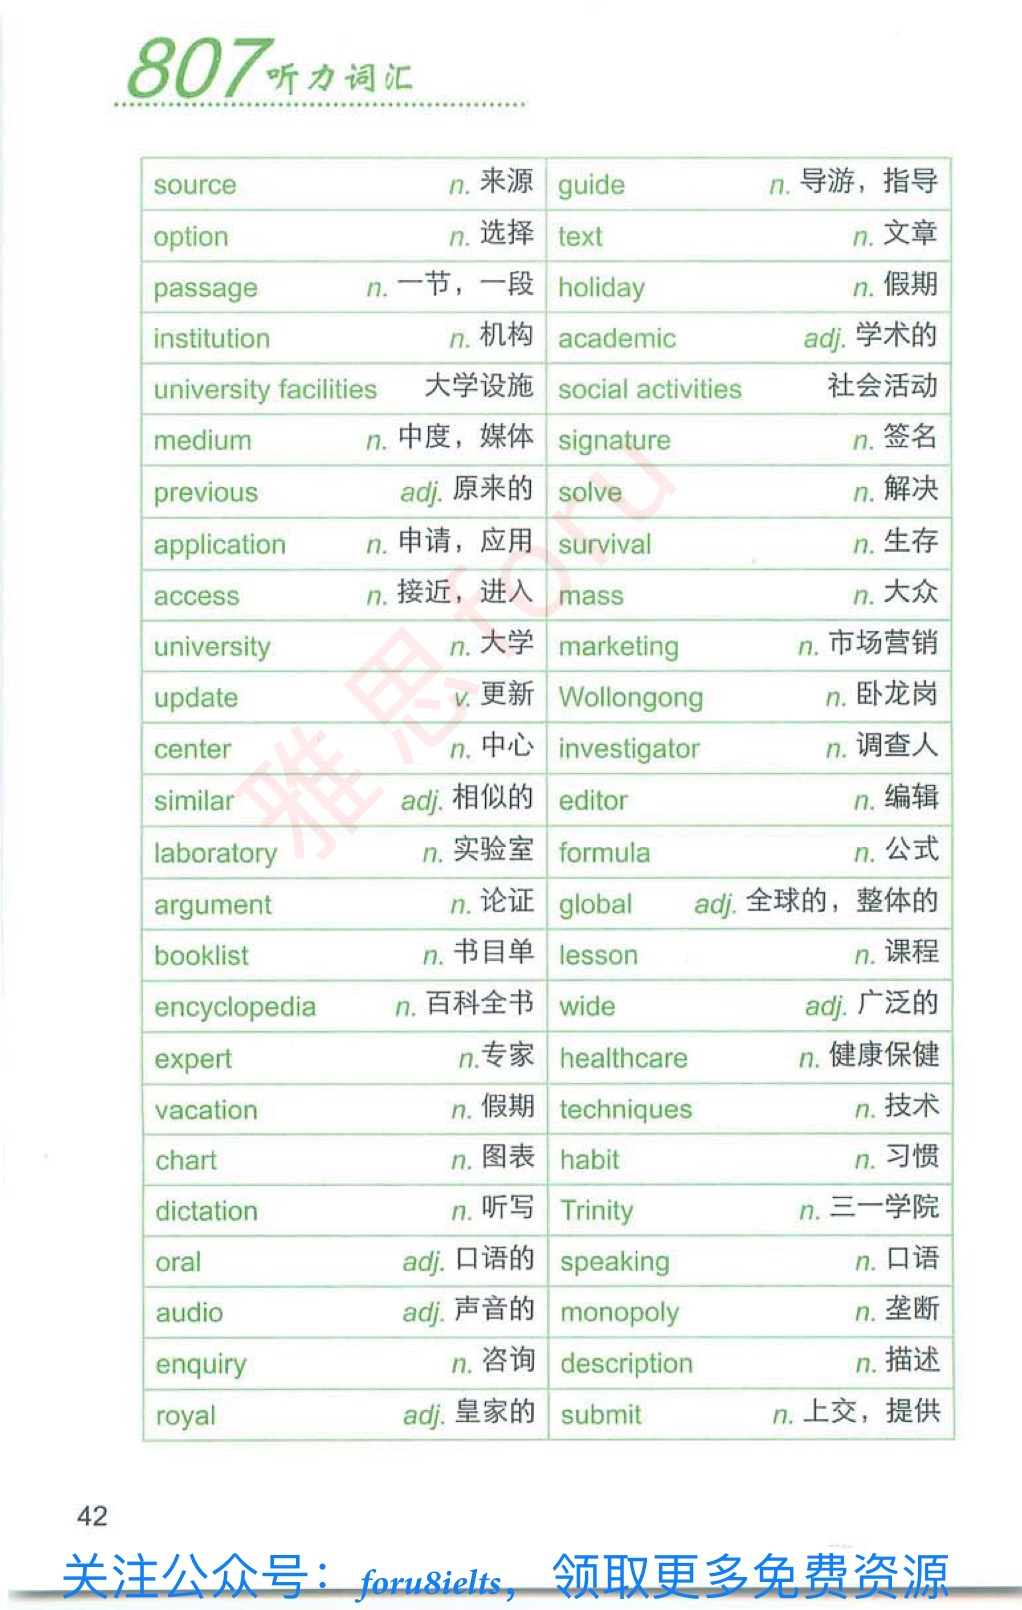 807听力词汇
source n. 来源 guide n. 导游，指导
option n. 选择 text n. 文章
passage n. 一节，一段 holiday n. 假期
institution n. 机构 academic adj. 学术的
university facilities 大学设施 social activities 社会活动
medium n. 中度，媒体 signature n. 签名
previous adj. 原来的 solve n. 解决
application n. 申请，应用 survival n. 生存
access n. 接近，进入 mass n. 大众
university n. 大学 marketing n. 市场营销
update v. 更新 Wollongong n. 卧龙岗
center n. 中心 investigator n. 调查人
similar adj. 相似的 editor n. 编辑
laboratory n. 实验室 formula n. 公式
argument n. 论证 global adj. 全球的，整体的
booklist n. 书目单 lesson n. 课程
encyclopedia n. 百科全书 wide adj. 广泛的
expert n.专家 healthcare n. 健康保健
vacation n. 假期 techniques n. 技术
chart n. 图表 habit n. 习惯
dictation n. 听写 Trinity n. 三一学院
oral adj. 口语的 speaking n. 口语
audio adj. 声音的 monopoly n. 垄断
enquiry n. 咨询 description n. 描述
royal adj. 皇家的 submit n. 上交，提供
雅思foru
42
关注公众号：foru8ielts，领取更多免费资源